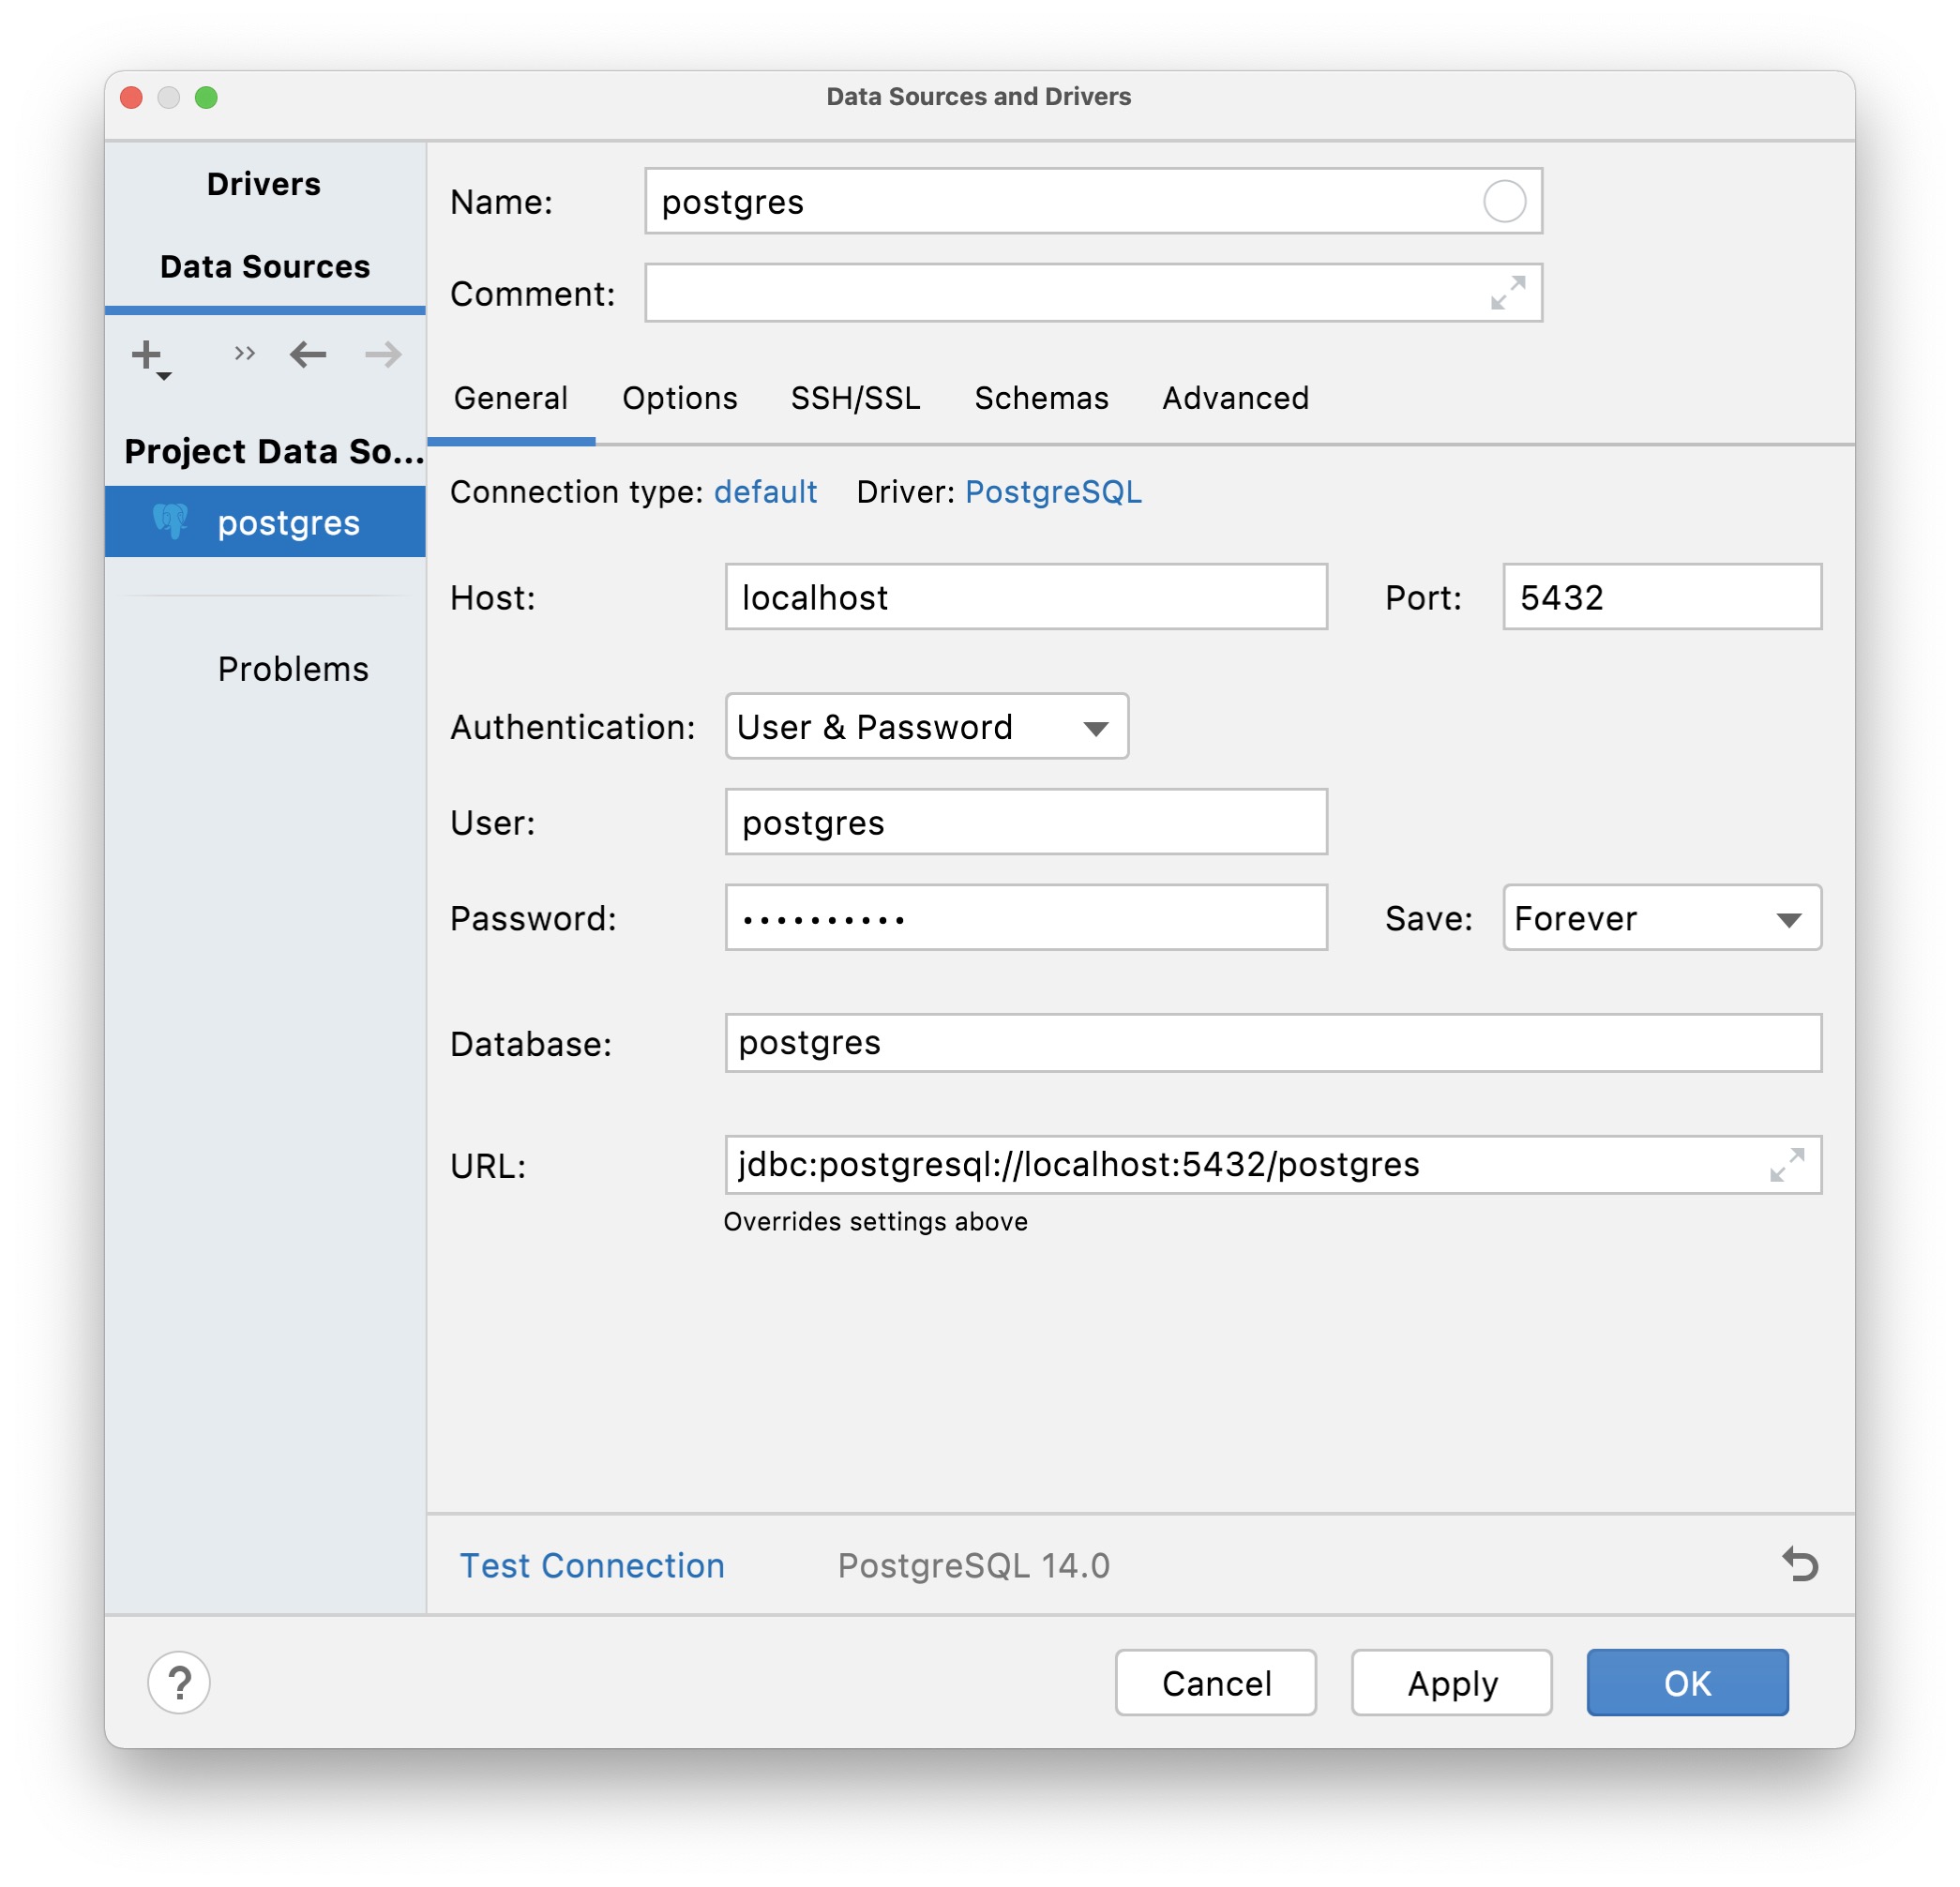 Data Sources and Drivers
Drivers
Data Sources
Project Data So...
postgres
Problems
Name: postgres
Comment:
General Options SSH/SSL Schemas Advanced
Connection type: default Driver: PostgreSQL
Host: localhost Port: 5432
Authentication: User & Password
User: postgres
Password: •••••••••• Save: Forever
Database: postgres
URL: jdbc:postgresql://localhost:5432/postgres
Overrides settings above
Test Connection PostgreSQL 14.0
? Cancel Apply OK